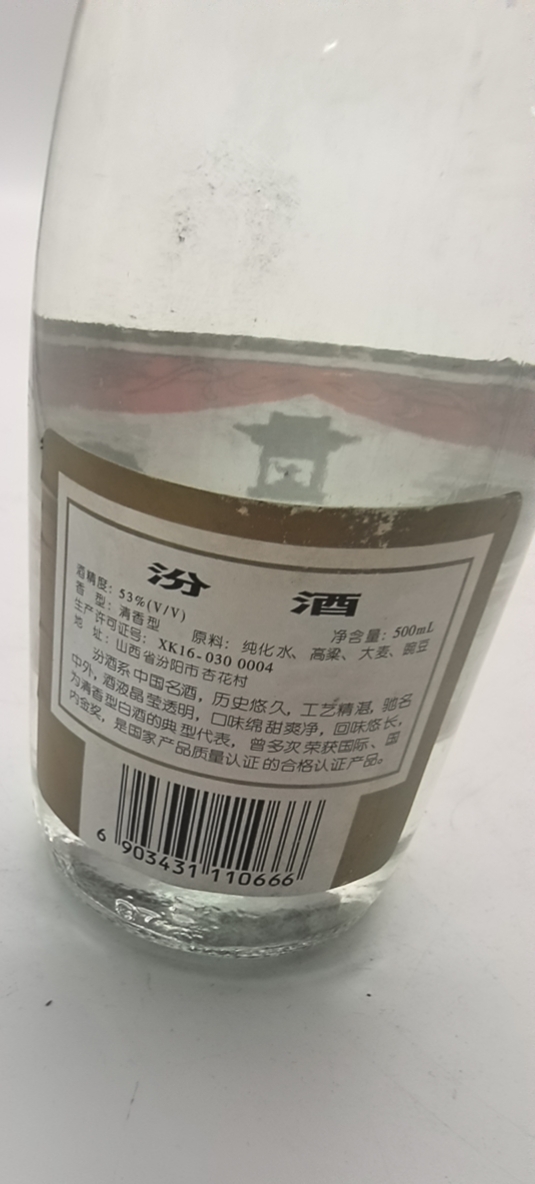 汾 酒
酒精度：53%(V/V) 净含量：500mL
香 型：清香型 原料：纯化水、高粱、大麦、豌豆
生产许可证号：XK16-030 0004
地 址：山西省汾阳市杏花村
汾酒系中国名酒，历史悠久，工艺精湛，驰名
中外，酒液晶莹透明，口味绵甜爽净，回味悠长，
为清香型白酒的典型代表，曾多次荣获国际、国
内金奖，是国家产品质量认证的合格认证产品。
6 903431 110666